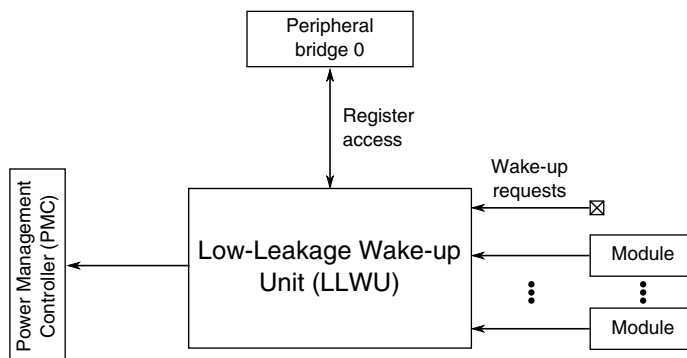 Peripheral
bridge 0
Register
access
Wake-up
requests
Power Management
Controller (PMC)
Low-Leakage Wake-up
Unit (LLWU)
Module
Module